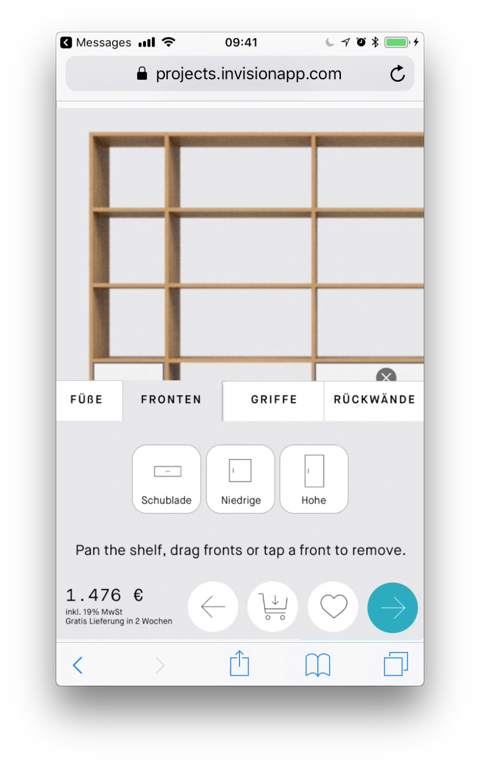 Messages 09:41
projects.invisionapp.com
FÜẞE FRONTEN GRIFFE RÜCKWÄNDE
Schublade Niedrige Hohe
Pan the shelf, drag fronts or tap a front to remove.
1.476 €
inkl. 19% MwSt
Gratis Lieferung in 2 Wochen